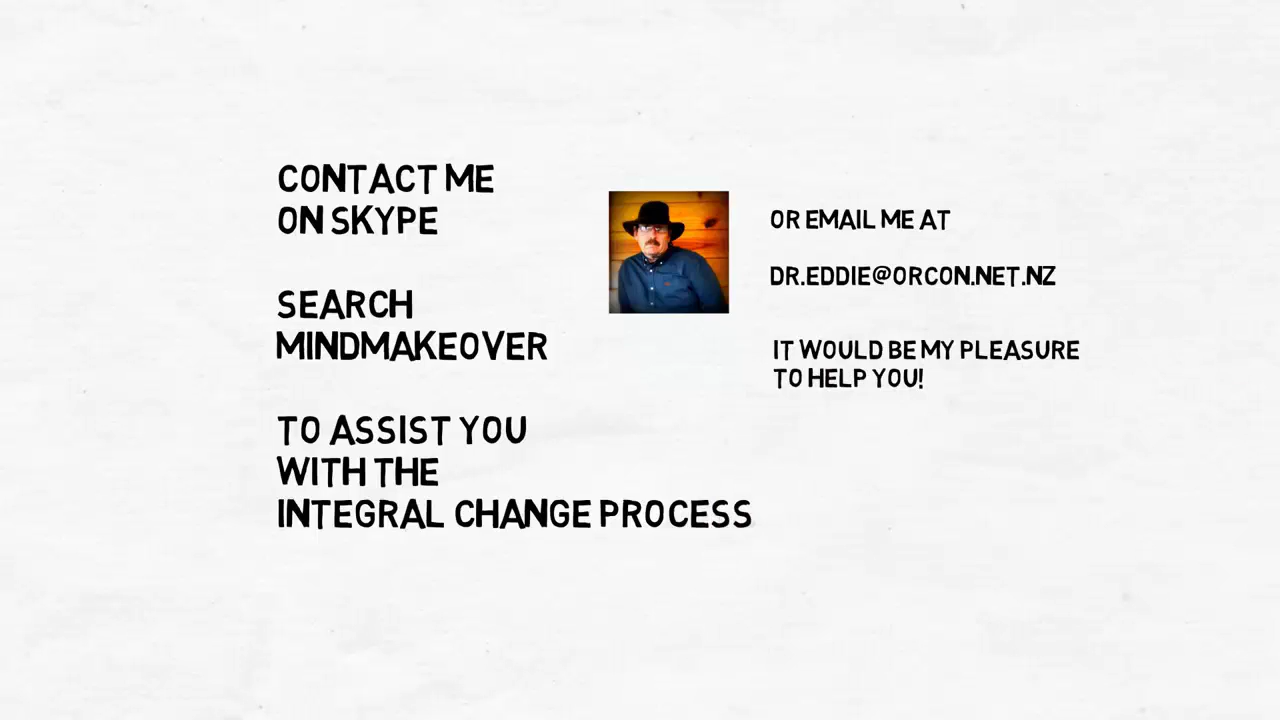 CONTACT ME
ON SKYPE
SEARCH
MINDMAKEOVER
TO ASSIST YOU
WITH THE
INTEGRAL CHANGE PROCESS
OR EMAIL ME AT
DR.EDDIE@ORCON.NET.NZ
IT WOULD BE MY PLEASURE
TO HELP YOU!